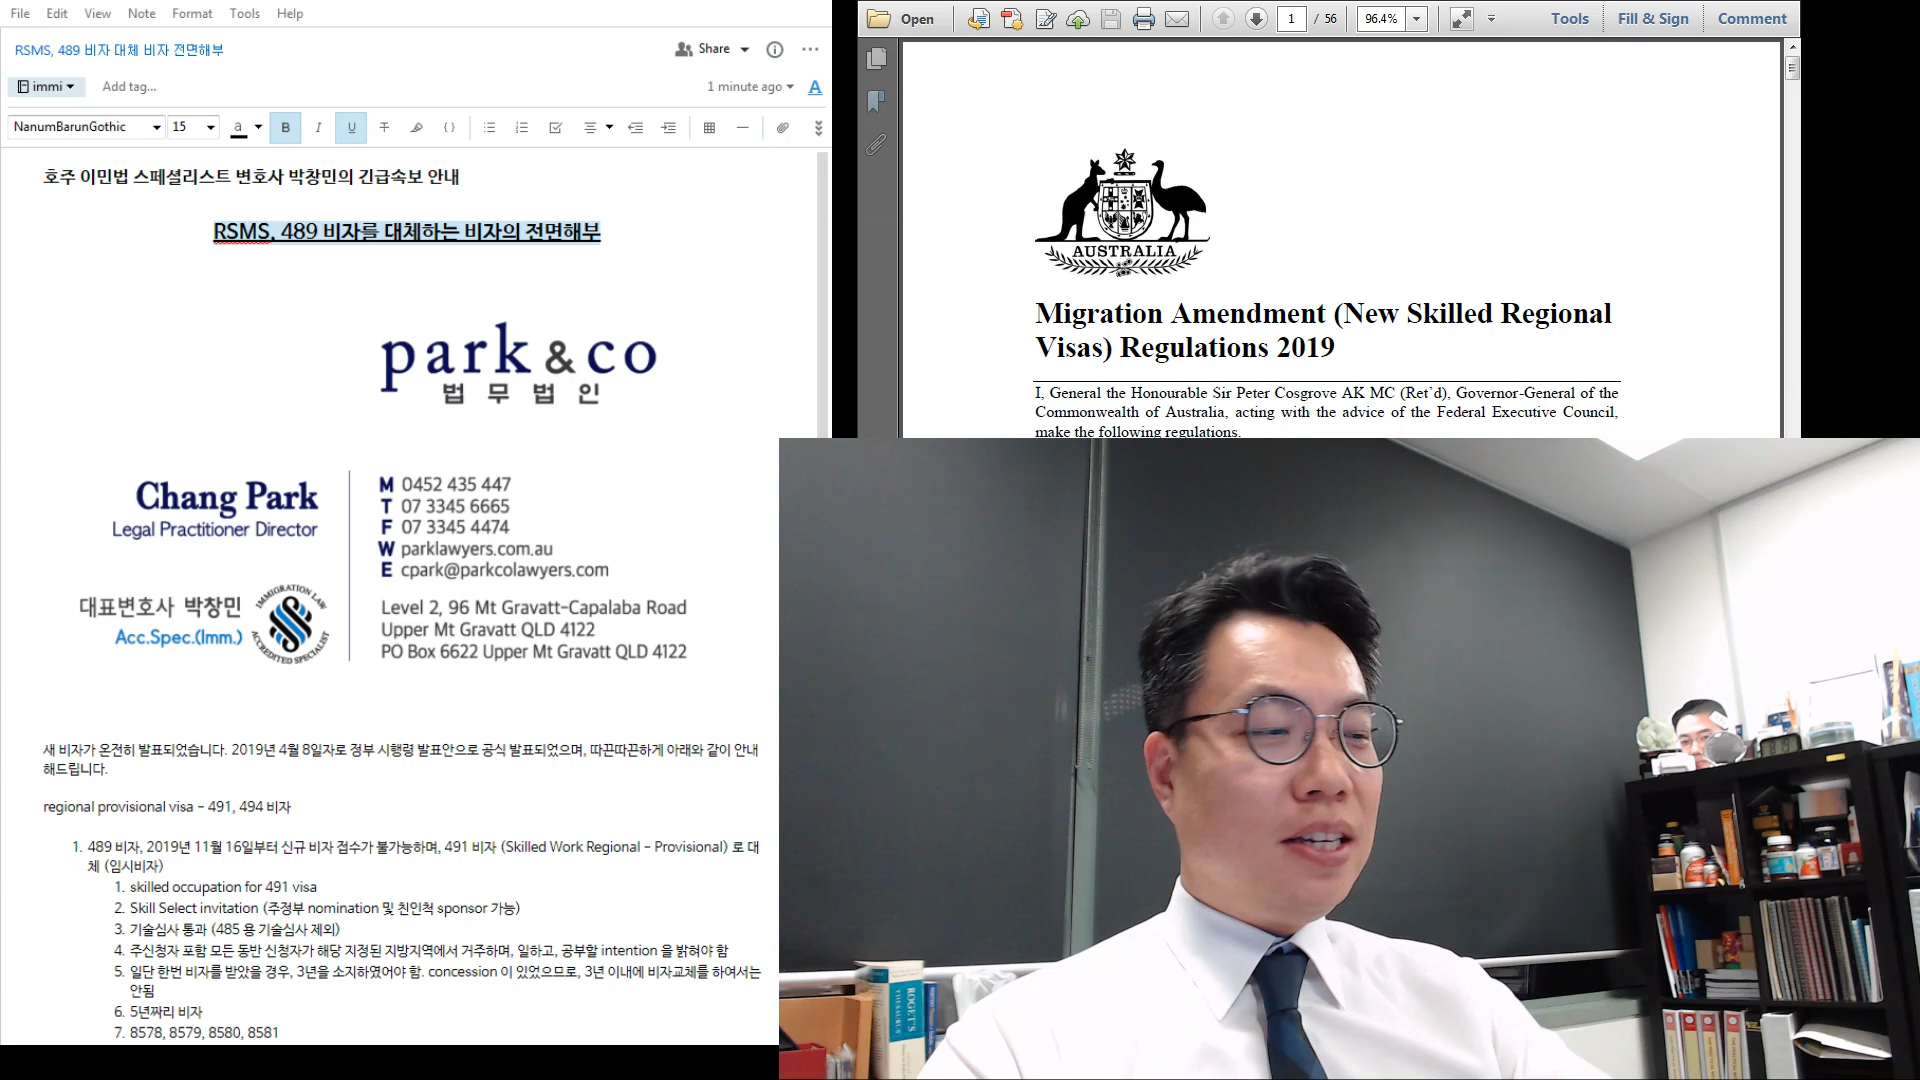 File Edit View Note Format Tools Help
RSMS, 489 비자 대체 비자 전면해부
Share
immi
Add tag...
1 minute ago
A
NanumBarunGothic 15 a B I U T { }
호주 이민법 스페셜리스트 변호사 박창민의 긴급속보 안내
RSMS, 489 비자를 대체하는 비자의 전면해부
park & co
법 무 법 인
Chang Park
Legal Practitioner Director
대표변호사 박창민
Acc.Spec.(Imm.)
IMMIGRATION LAW
ACCREDITED SPECIALIST
M 0452 435 447
T 07 3345 6665
F 07 3345 4474
W parklawyers.com.au
E cpark@parkcolawyers.com
Level 2, 96 Mt Gravatt-Capalaba Road
Upper Mt Gravatt QLD 4122
PO Box 6622 Upper Mt Gravatt QLD 4122
새 비자가 온전히 발표되었습니다. 2019년 4월 8일자로 정부 시행령 발표안으로 공식 발표되었으며, 따끈따끈하게 아래와 같이 안내
해드립니다.
regional provisional visa - 491, 494 비자
1. 489 비자, 2019년 11월 16일부터 신규 비자 접수가 불가능하며, 491 비자 (Skilled Work Regional - Provisional) 로 대
체 (임시비자)
1. skilled occupation for 491 visa
2. Skill Select invitation (주정부 nomination 및 친인척 sponsor 가능)
3. 기술심사 통과 (485 용 기술심사 제외)
4. 주신청자 포함 모든 동반 신청자가 해당 지정된 지방지역에서 거주하며, 일하고, 공부할 intention 을 밝혀야 함
5. 일단 한번 비자를 받았을 경우, 3년을 소지하였어야 함. concession 이 있었으므로, 3년 이내에 비자교체를 하여서는
안됨
6. 5년짜리 비자
7. 8578, 8579, 8580, 8581
Open
1 / 56
96.4%
Tools
Fill & Sign
Comment
AUSTRALIA
Migration Amendment (New Skilled Regional
Visas) Regulations 2019
I, General the Honourable Sir Peter Cosgrove AK MC (Ret'd), Governor-General of the
Commonwealth of Australia, acting with the advice of the Federal Executive Council,
make the following regulations.
ROGET'S
THESAURUS